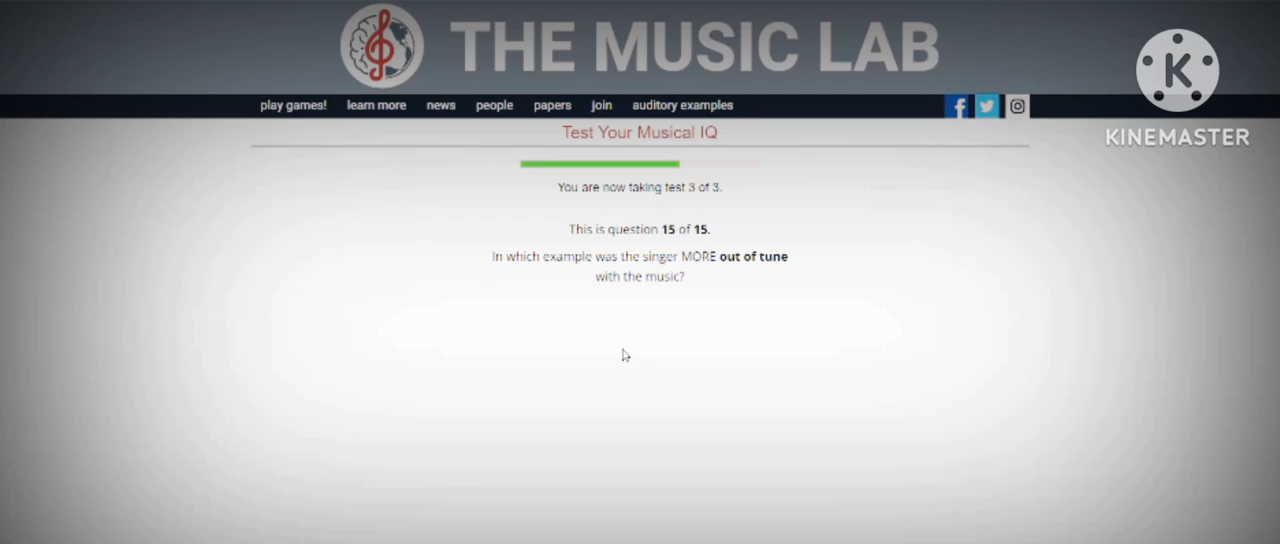 THE MUSIC LAB
K
KINEMASTER
play games! learn more news people papers join auditory examples
Test Your Musical IQ
You are now taking test 3 of 3.
This is question 15 of 15.
In which example was the singer MORE out of tune
with the music?